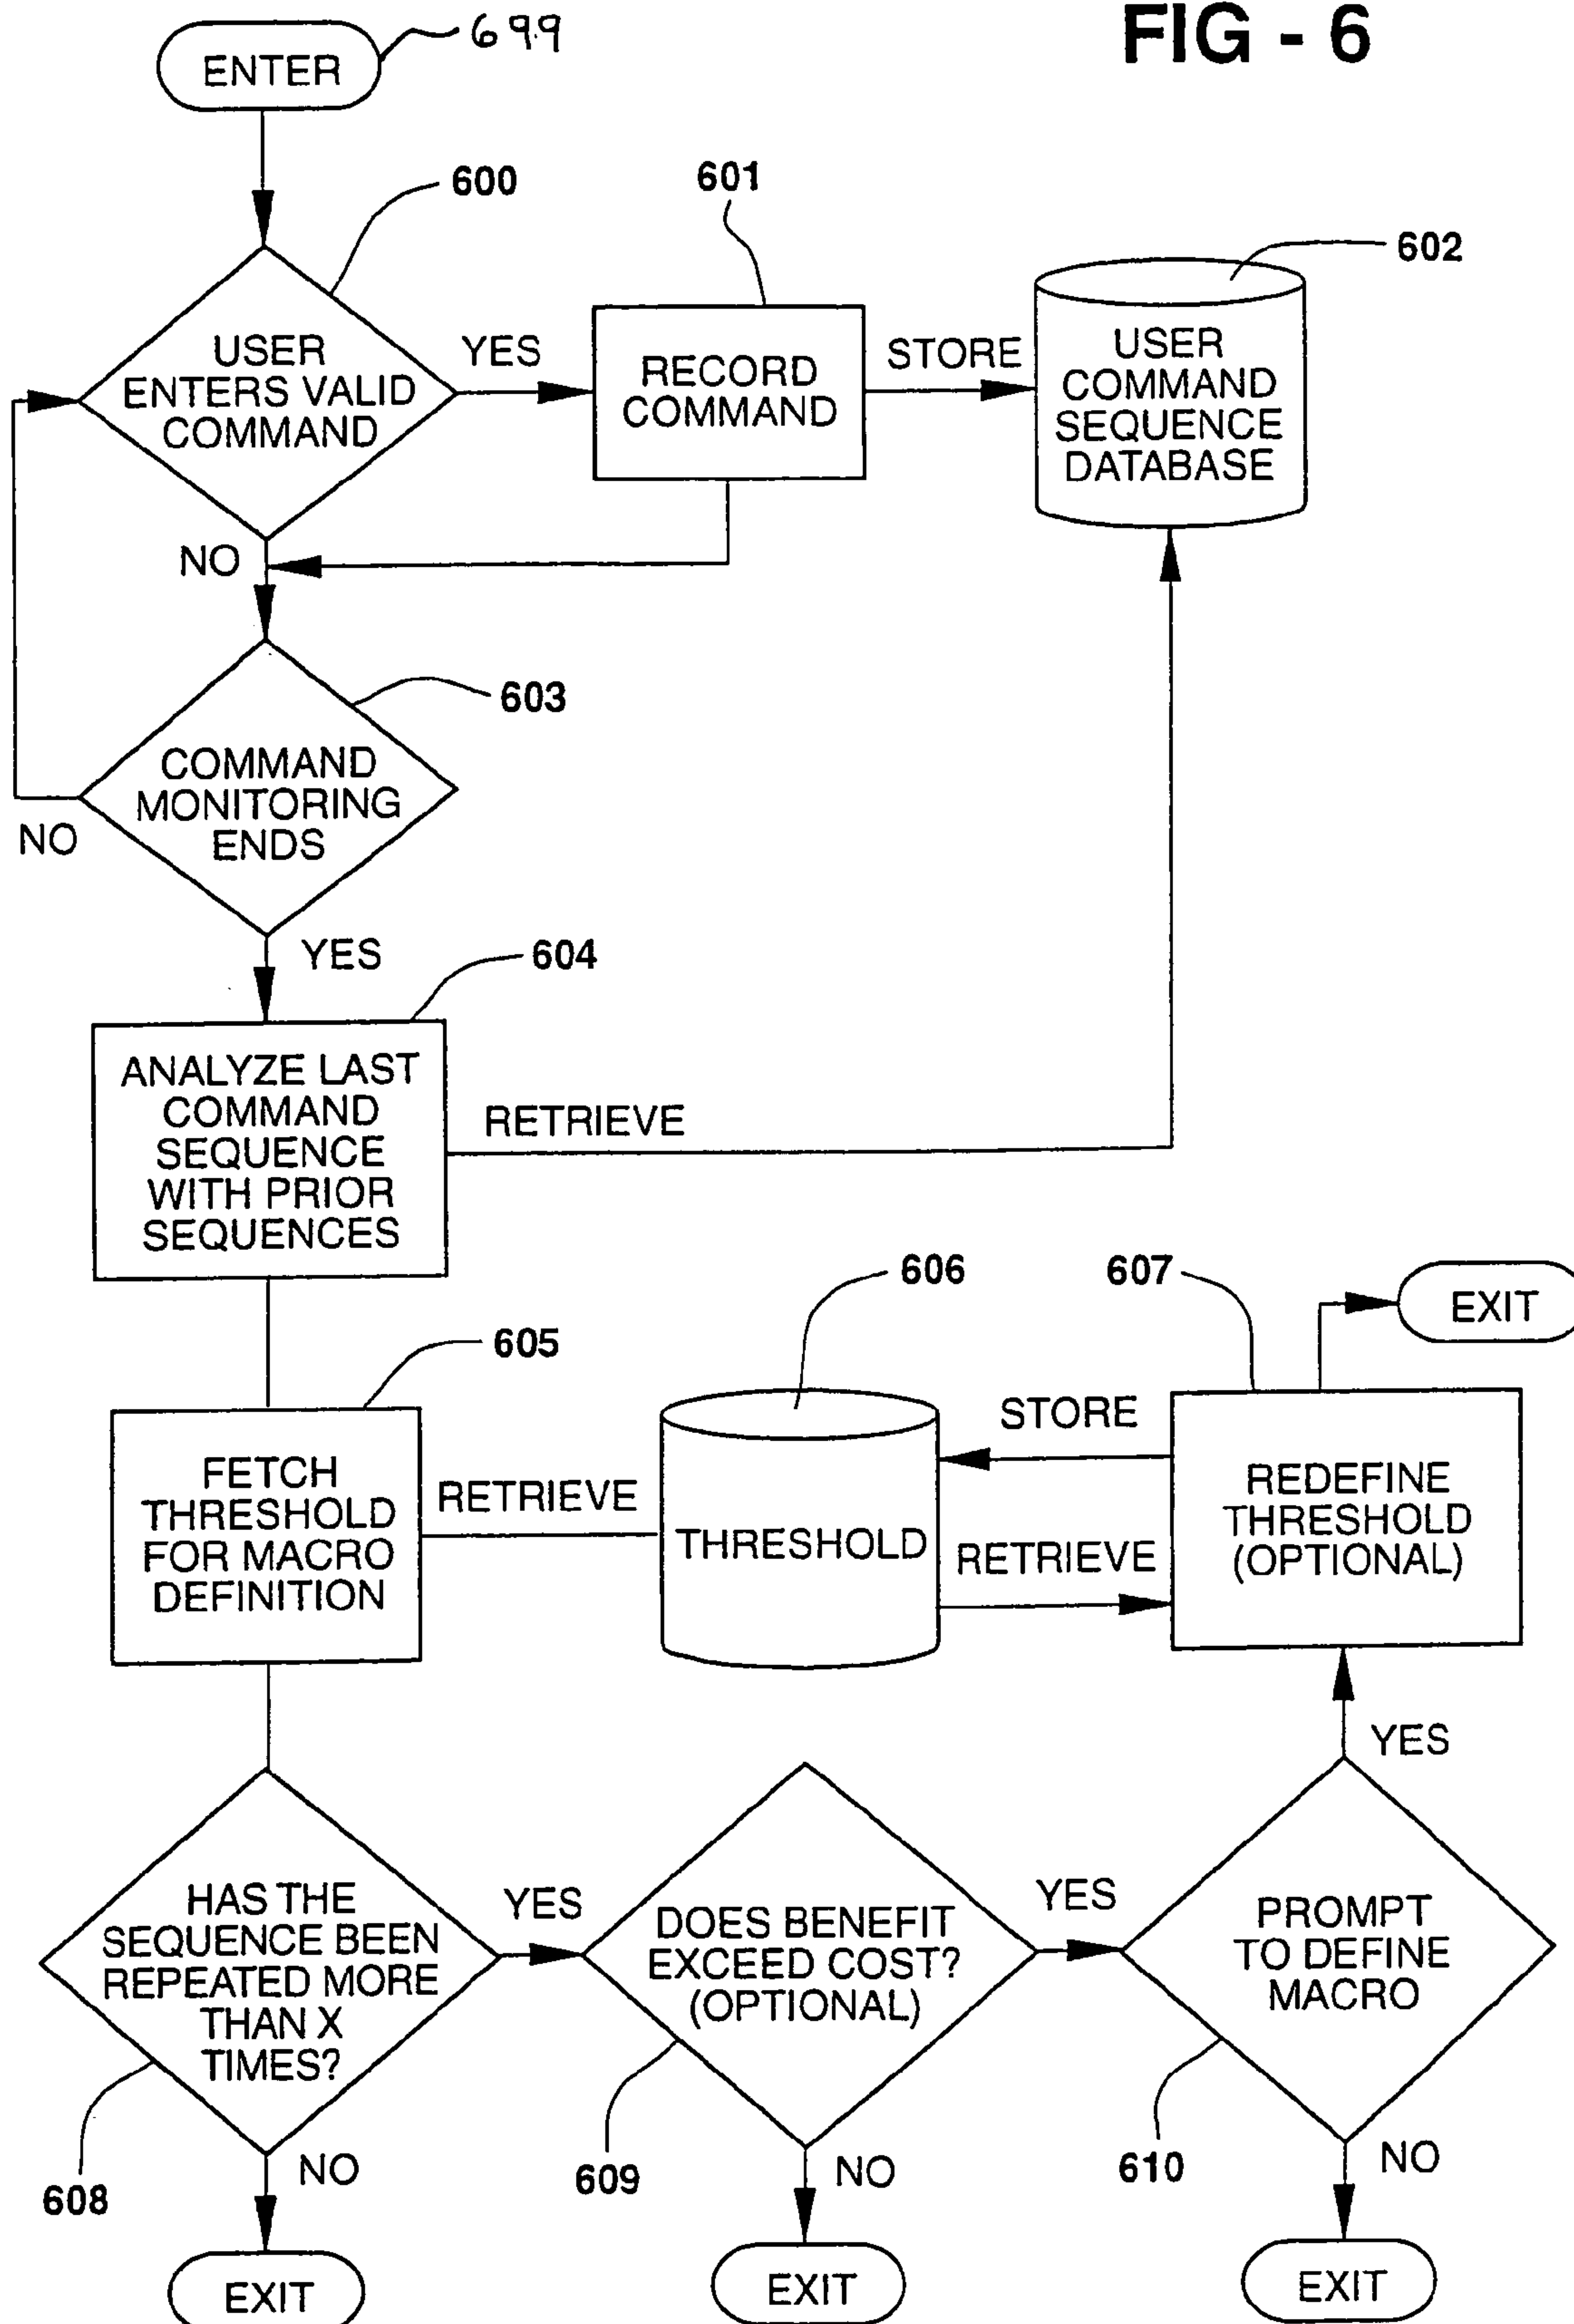 FIG - 6
ENTER
699
600
601
602
USER
ENTERS VALID
COMMAND
YES
RECORD
COMMAND
STORE
USER
COMMAND
SEQUENCE
DATABASE
NO
603
COMMAND
MONITORING
ENDS
NO
YES
604
ANALYZE LAST
COMMAND
SEQUENCE
WITH PRIOR
SEQUENCES
RETRIEVE
605
606
607
EXIT
FETCH
THRESHOLD
FOR MACRO
DEFINITION
RETRIEVE
THRESHOLD
STORE
RETRIEVE
REDEFINE
THRESHOLD
(OPTIONAL)
YES
HAS THE
SEQUENCE BEEN
REPEATED MORE
THAN X
TIMES?
YES
DOES BENEFIT
EXCEED COST?
(OPTIONAL)
YES
PROMPT
TO DEFINE
MACRO
608
NO
609
NO
610
NO
EXIT
EXIT
EXIT